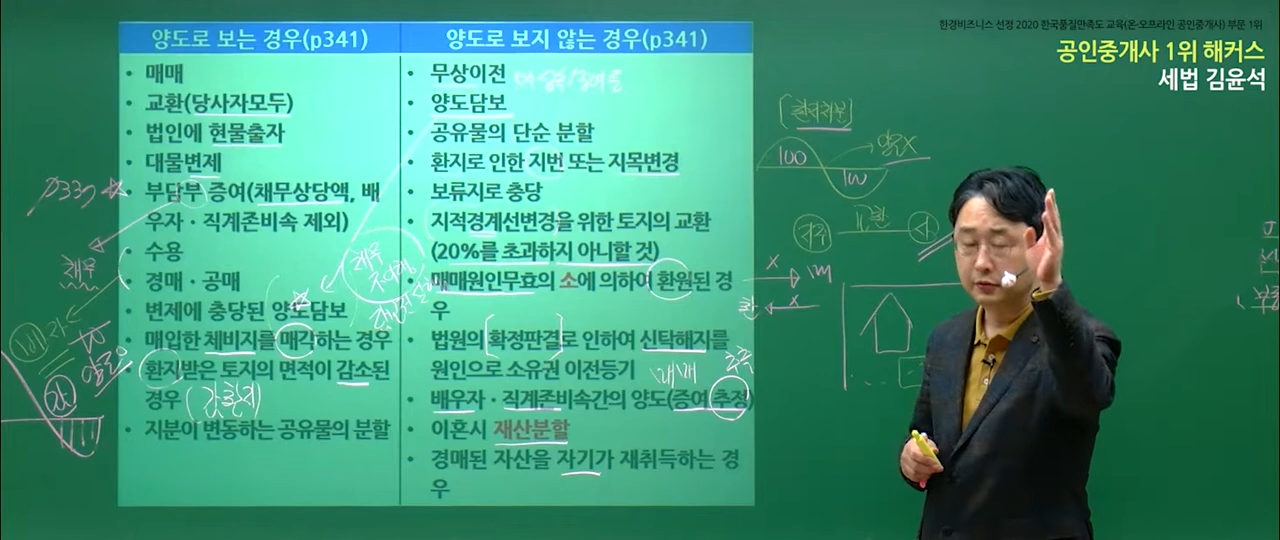 한경비즈니스 선정 2020 한국품질만족도 교육(온·오프라인 공인중개사) 부문 1위
공인중개사 1위 해커스
세법 김윤석
양도로 보는 경우(p341)
• 매매
• 교환(당사자모두)
• 법인에 현물출자
• 대물변제
• 부담부 증여(채무상당액, 배
우자·직계존비속 제외)
• 수용
• 경매·공매
• 변제에 충당된 양도담보
• 매입한 체비지를 매각하는 경우
• 환지받은 토지의 면적이 감소된
경우
• 지분이 변동하는 공유물의 분할
양도로 보지 않는 경우(p341)
• 무상이전
• 양도담보
• 공유물의 단순 분할
• 환지로 인한 지번 또는 지목변경
• 보류지로 충당
• 지적경계선변경을 위한 토지의 교환
(20%를 초과하지 아니할 것)
• 매매원인무효의 소에 의하여 환원된 경
우
• 법원의 확정판결로 인하여 신탁해지를
원인으로 소유권 이전등기
• 배우자·직계존비속간의 양도(증여 추정)
• 이혼시 재산분할
• 경매된 자산을 자기가 재취득하는 경
우
p337
채무
100
100
양도X
교환
X
X